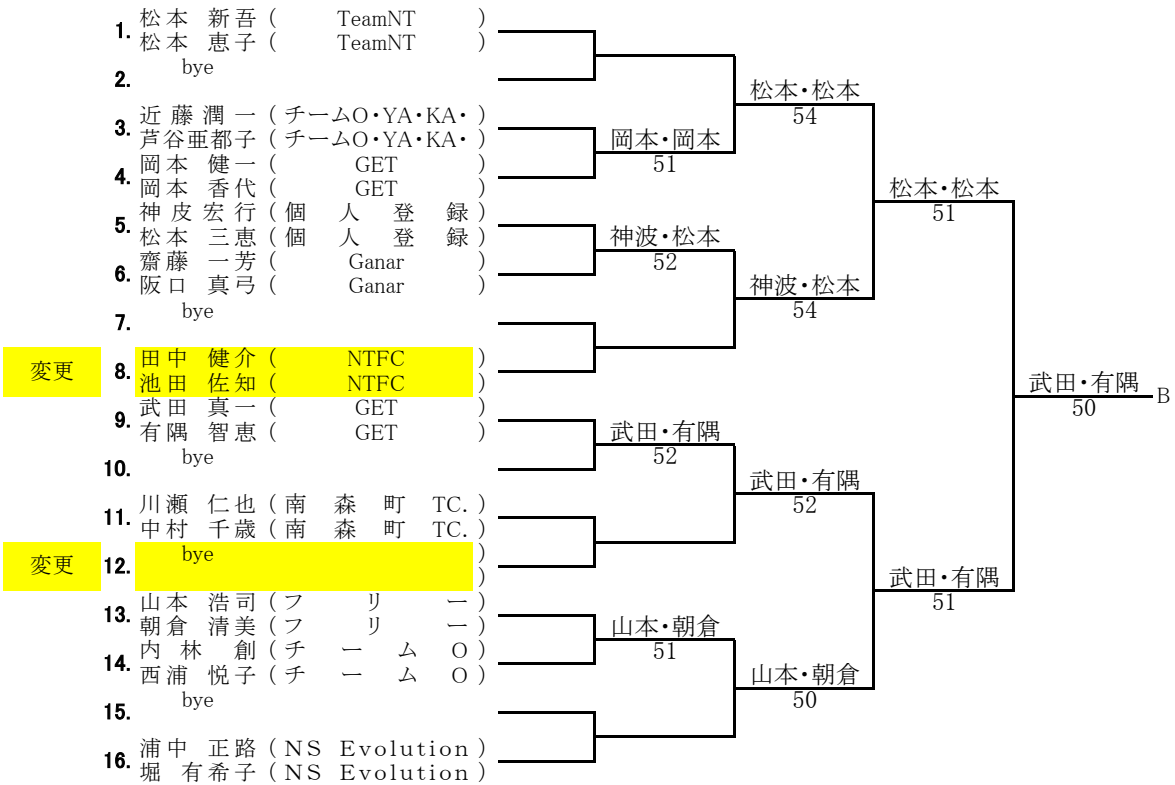 1. 松本 新吾 ( TeamNT )
松本 恵子 ( TeamNT )
2. bye
3. 近藤潤一 ( チームO・YA・KA・ )
芦谷亜都子 ( チームO・YA・KA・ )
4. 岡本 健一 ( GET )
岡本 香代 ( GET )
5. 神皮宏行 ( 個人登録 )
松本 三恵 ( 個人登録 )
6. 齋藤 一芳 ( Ganar )
阪口 真弓 ( Ganar )
7. bye
変更 8. 田中 健介 ( NTFC )
池田 佐知 ( NTFC )
9. 武田 真一 ( GET )
有隅 智恵 ( GET )
10. bye
11. 川瀬 仁也 ( 南森町TC. )
中村 千歳 ( 南森町TC. )
変更 12. bye )
)
13. 山本 浩司 ( フリー )
朝倉 清美 ( フリー )
14. 内林 創 ( チームO )
西浦 悦子 ( チームO )
15. bye
16. 浦中 正路 ( NS Evolution )
堀 有希子 ( NS Evolution )
岡本・岡本
51
神波・松本
52
武田・有隅
52
山本・朝倉
51
松本・松本
54
神波・松本
54
武田・有隅
52
山本・朝倉
50
松本・松本
51
武田・有隅
51
武田・有隅
50
B